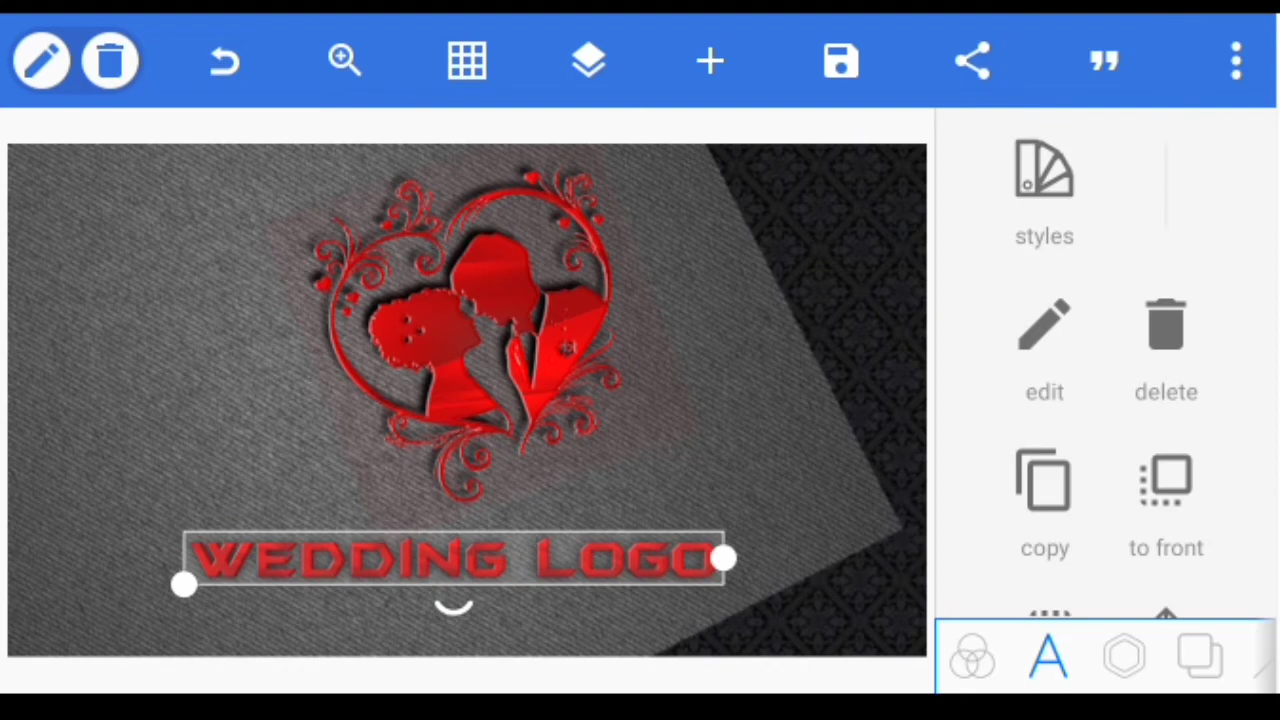 styles
edit
delete
copy
to front
WEDDING LOGO
A